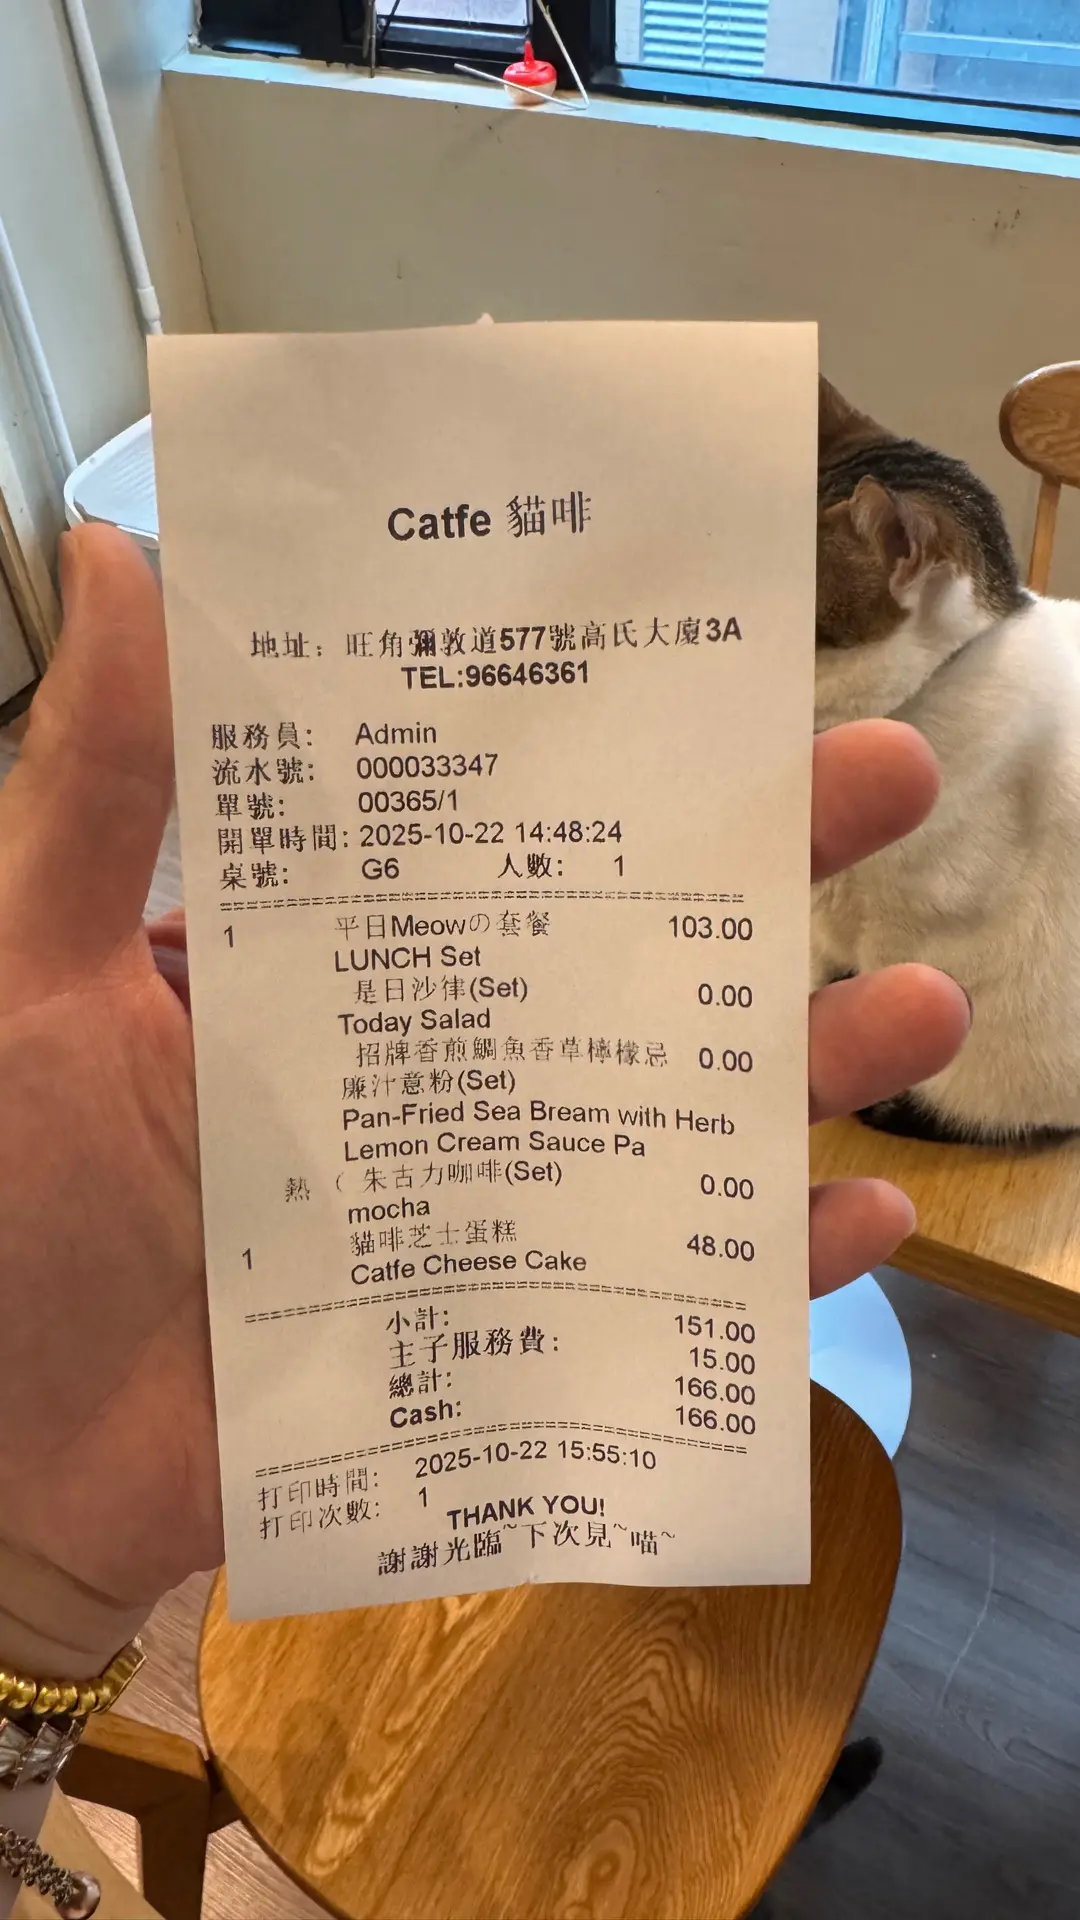 Catfe 貓啡
地址：旺角彌敦道577號高氏大廈3A
TEL:96646361
服務員: Admin
流水號: 000033347
單號: 00365/1
開單時間: 2025-10-22 14:48:24
桌號: G6 人數: 1
1 平日Meowの套餐 103.00
LUNCH Set
是日沙律(Set) 0.00
Today Salad
招牌香煎鯛魚香草檸檬忌 0.00
廉汁意粉(Set)
Pan-Fried Sea Bream with Herb
Lemon Cream Sauce Pa
熱 ( 朱古力咖啡(Set) 0.00
mocha
1 貓啡芝士蛋糕 48.00
Catfe Cheese Cake
小計: 151.00
主子服務費: 15.00
總計: 166.00
Cash: 166.00
打印時間: 2025-10-22 15:55:10
打印次數: 1
THANK YOU!
謝謝光臨~下次見~喵~